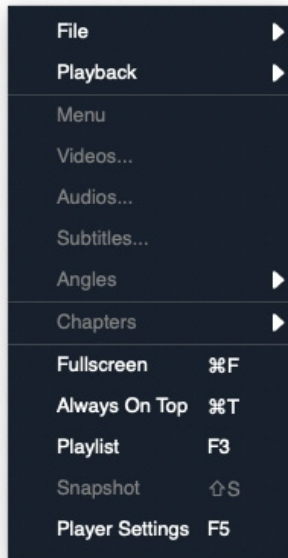 File
Playback
Menu
Videos...
Audios...
Subtitles...
Angles
Chapters
Fullscreen ⌘F
Always On Top ⌘T
Playlist F3
Snapshot ⇧S
Player Settings F5